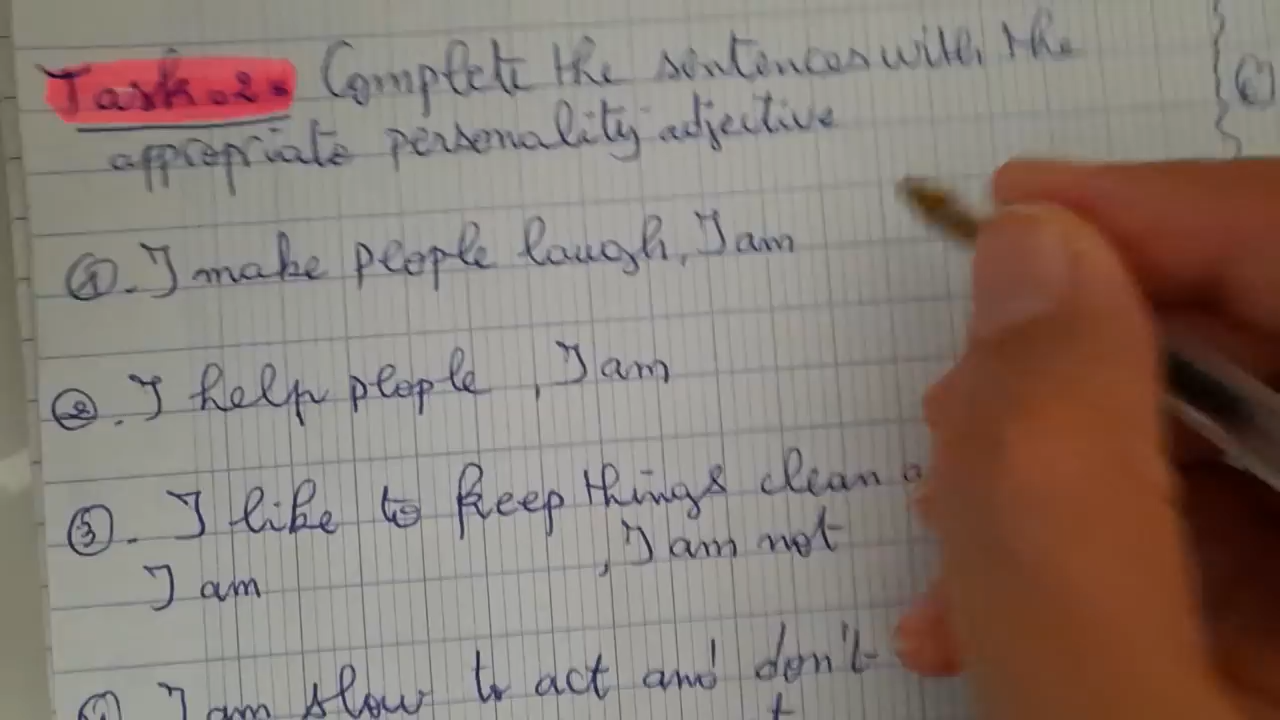 Task 2: Complete the sentences with the
appropriate personality adjective
①. I make people laugh, I am
②. I help people, I am
③. I like to keep things clean
I am , I am not
I am slow to act and don't